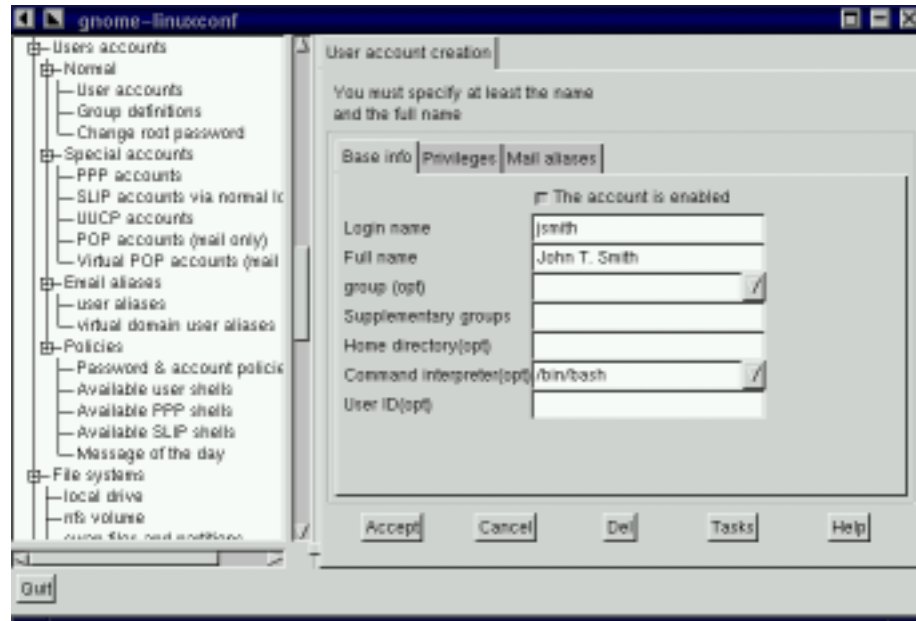 gnome-linuxconf
Users accounts
Normal
User accounts
Group definitions
Change root password
Special accounts
PPP accounts
SLIP accounts via normal lo
UUCP accounts
POP accounts (mail only)
Virtual POP accounts (mail
Email aliases
user aliases
virtual domain user aliases
Policies
Password & account policie
Available user shells
Available PPP shells
Available SLIP shells
Message of the day
File systems
local drive
nfs volume
swap files and partitions
Quit
User account creation
You must specify at least the name
and the full name
Base info Privileges Mail aliases
The account is enabled
Login name jsmith
Full name John T. Smith
group (opt)
Supplementary groups
Home directory(opt)
Command interpreter(opt) /bin/bash
User ID(opt)
Accept Cancel Del Tasks Help